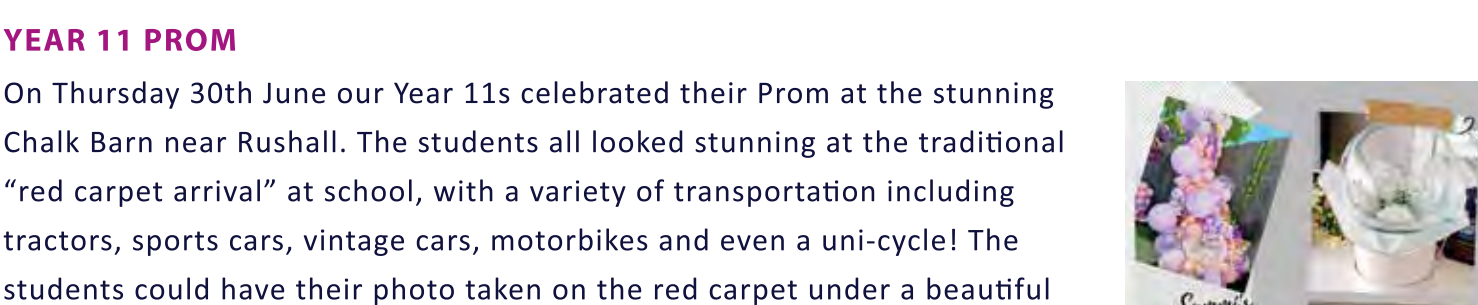 YEAR 11 PROM
On Thursday 30th June our Year 11s celebrated their Prom at the stunning
Chalk Barn near Rushall. The students all looked stunning at the traditional
“red carpet arrival” at school, with a variety of transportation including
tractors, sports cars, vintage cars, motorbikes and even a uni-cycle! The
students could have their photo taken on the red carpet under a beautiful